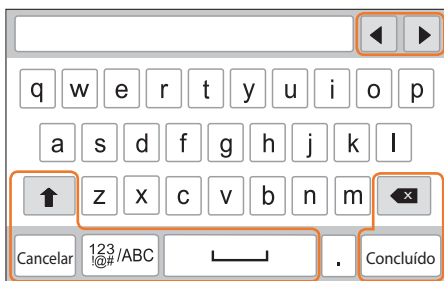 q w e r t y u i o p
a s d f g h j k l
z x c v b n m
Cancelar 123 !@# /ABC . Concluído